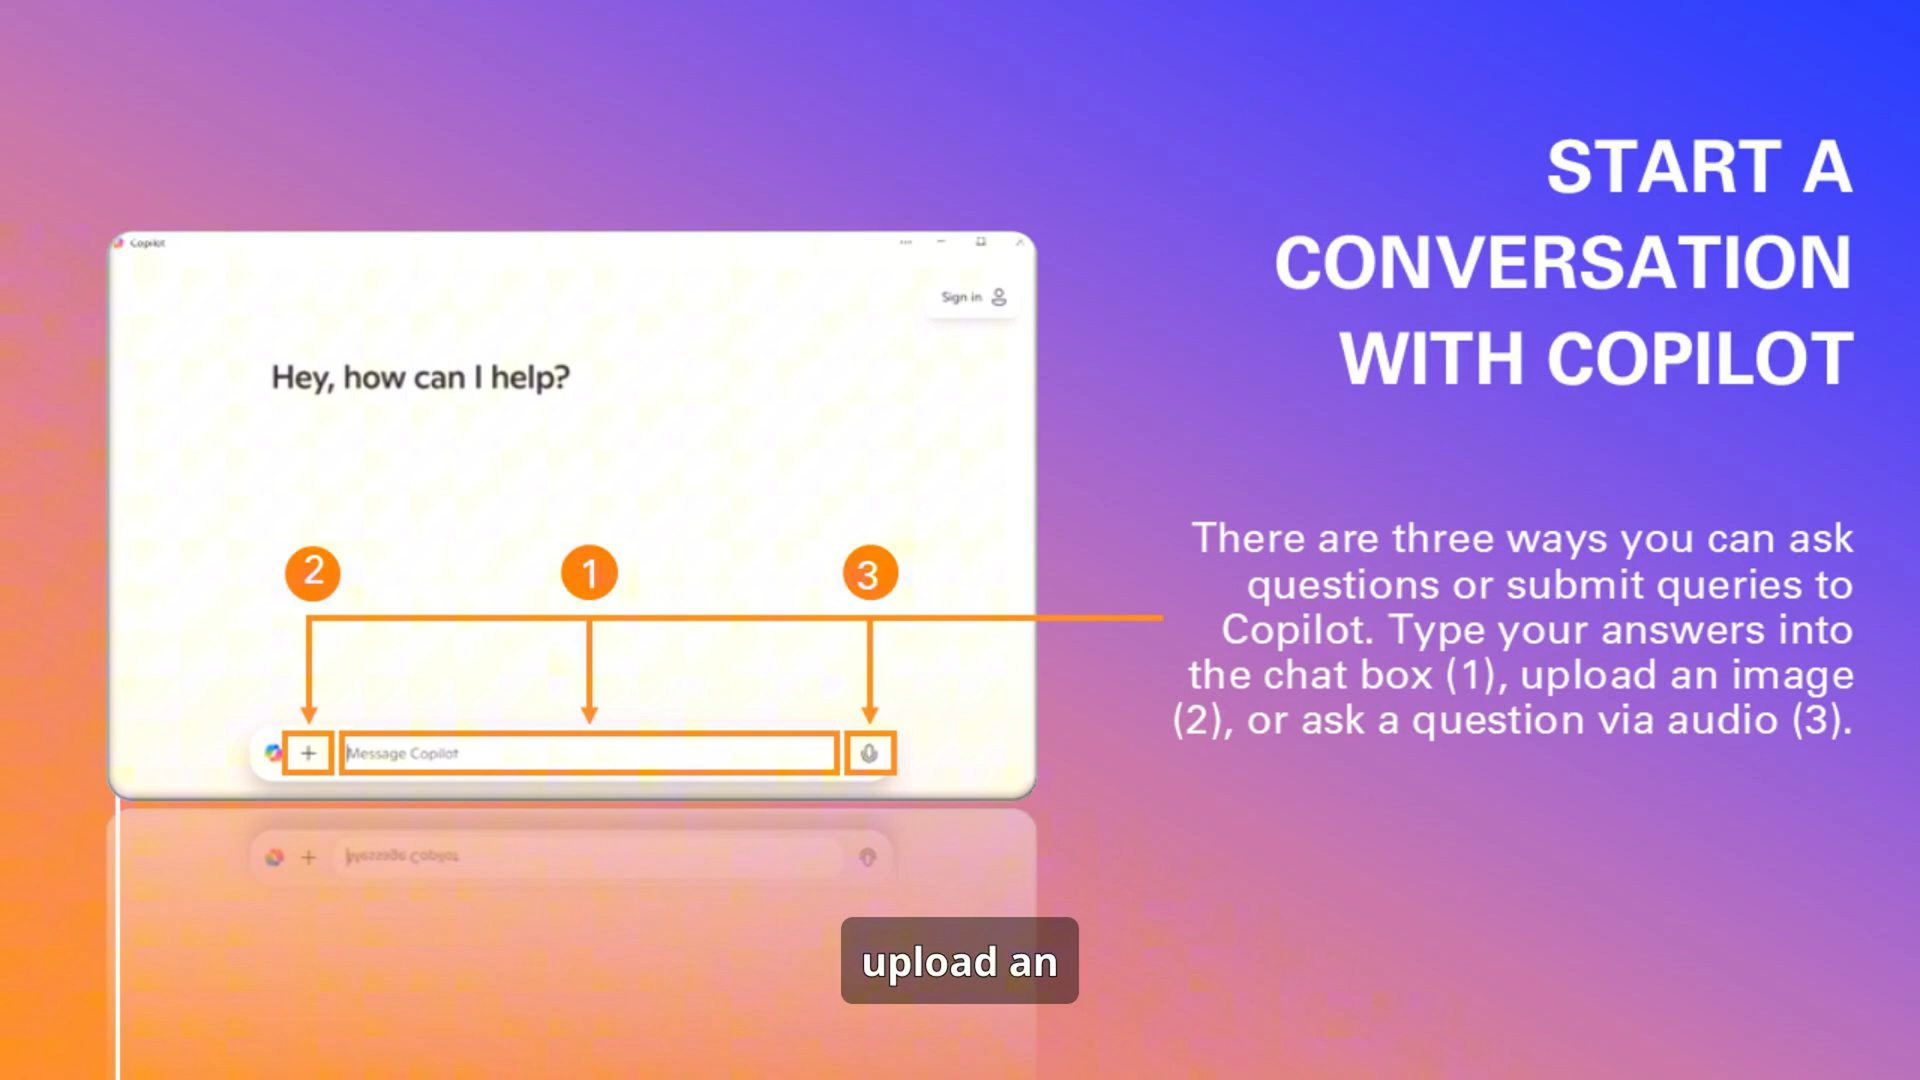 START A
CONVERSATION
WITH COPILOT
Copilot
Sign in
Hey, how can I help?
2
1
3
Message Copilot
There are three ways you can ask
questions or submit queries to
Copilot. Type your answers into
the chat box (1), upload an image
(2), or ask a question via audio (3).
Message Copilot
upload an